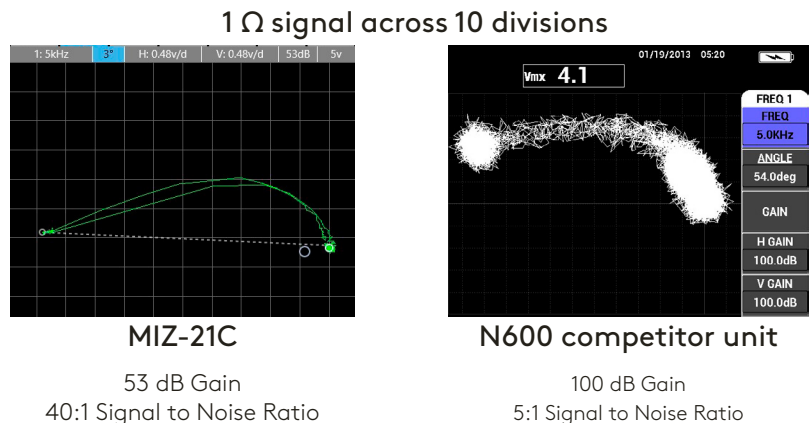 1 Ω signal across 10 divisions
1: 5kHz 3° H: 0.48v/d V: 0.48v/d 53dB 5v
01/19/2013 05:20
Vmx 4.1
FREQ 1
FREQ
5.0KHz
ANGLE
54.0deg
GAIN
H GAIN
100.0dB
V GAIN
100.0dB
MIZ-21C
53 dB Gain
40:1 Signal to Noise Ratio
N600 competitor unit
100 dB Gain
5:1 Signal to Noise Ratio